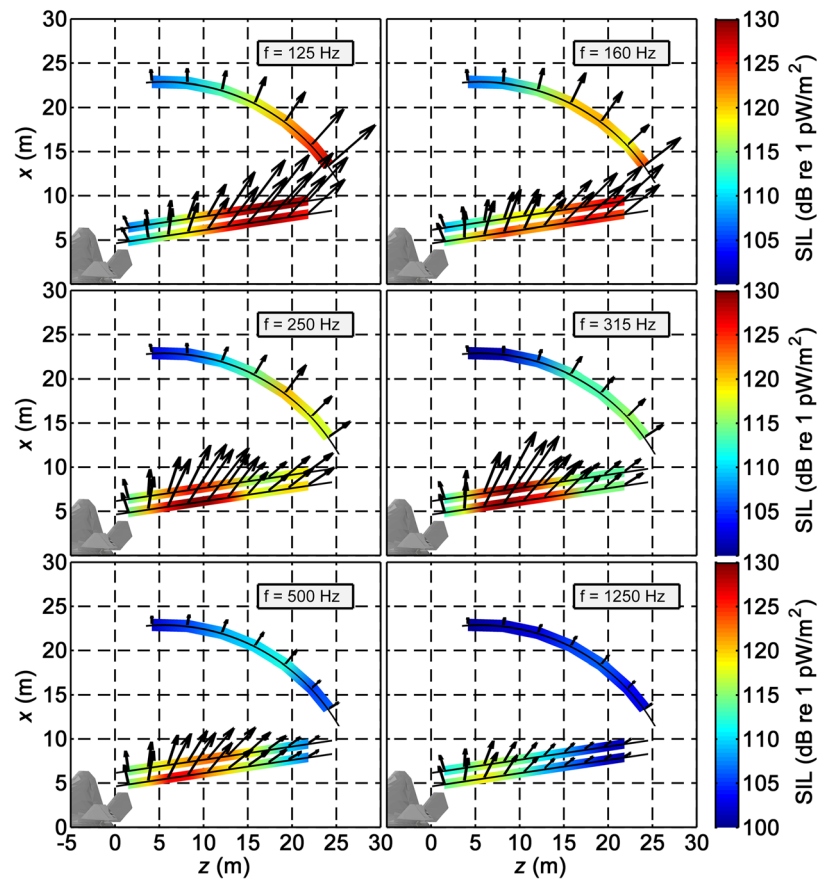 30
25
20
15
10
5
0
x (m)
f = 125 Hz
f = 160 Hz
130
125
120
115
110
105
SIL (dB re 1 pW/m²)
30
25
20
15
10
5
0
x (m)
f = 250 Hz
f = 315 Hz
130
125
120
115
110
105
SIL (dB re 1 pW/m²)
30
25
20
15
10
5
0
x (m)
f = 500 Hz
f = 1250 Hz
130
125
120
115
110
105
100
SIL (dB re 1 pW/m²)
-5 0 5 10 15 20 25 30
0 5 10 15 20 25 30
z (m)
z (m)